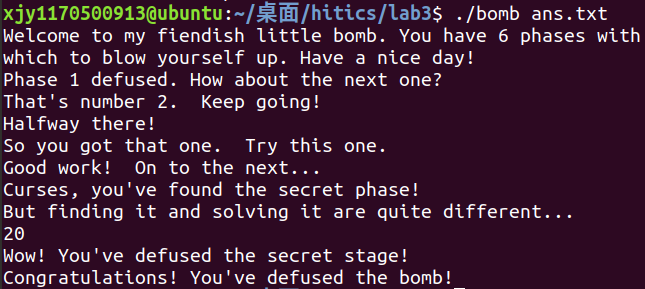 xjy1170500913@ubuntu:~/桌面/hitics/lab3$ ./bomb ans.txt
Welcome to my fiendish little bomb. You have 6 phases with
which to blow yourself up. Have a nice day!
Phase 1 defused. How about the next one?
That's number 2.  Keep going!
Halfway there!
So you got that one.  Try this one.
Good work!  On to the next...
Curses, you've found the secret phase!
But finding it and solving it are quite different...
20
Wow! You've defused the secret stage!
Congratulations! You've defused the bomb!